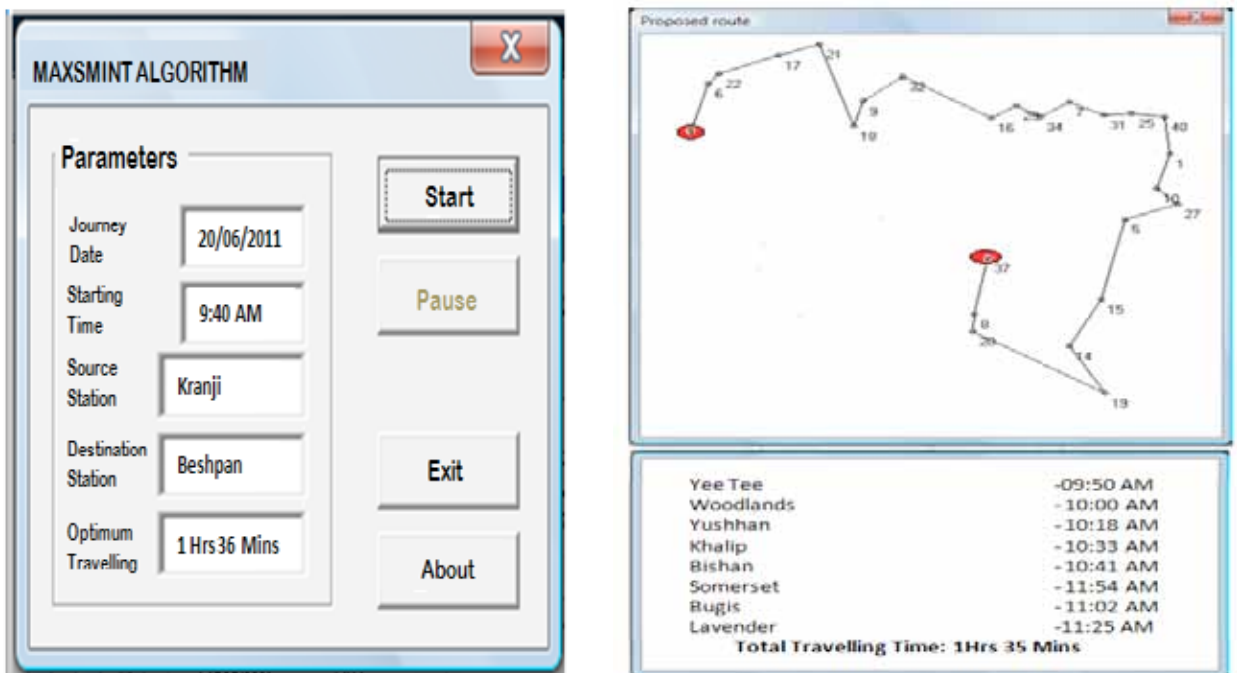 MAXSMINT ALGORITHM
Parameters
Journey
Date
20/06/2011
Starting
Time
9:40 AM
Source
Station
Kranji
Destination
Station
Beshpan
Optimum
Travelling
1 Hrs 36 Mins
Start
Pause
Exit
About
Proposed route
21
17
22
6
32
9
18
16
34
7
31
25
40
1
10
27
5
15
14
19
37
8
20
Yee Tee -09:50 AM
Woodlands - 10:00 AM
Yushhan - 10:18 AM
Khalip - 10:33 AM
Bishan - 10:41 AM
Somerset - 11:54 AM
Bugis - 11:02 AM
Lavender -11:25 AM
Total Travelling Time: 1Hrs 35 Mins